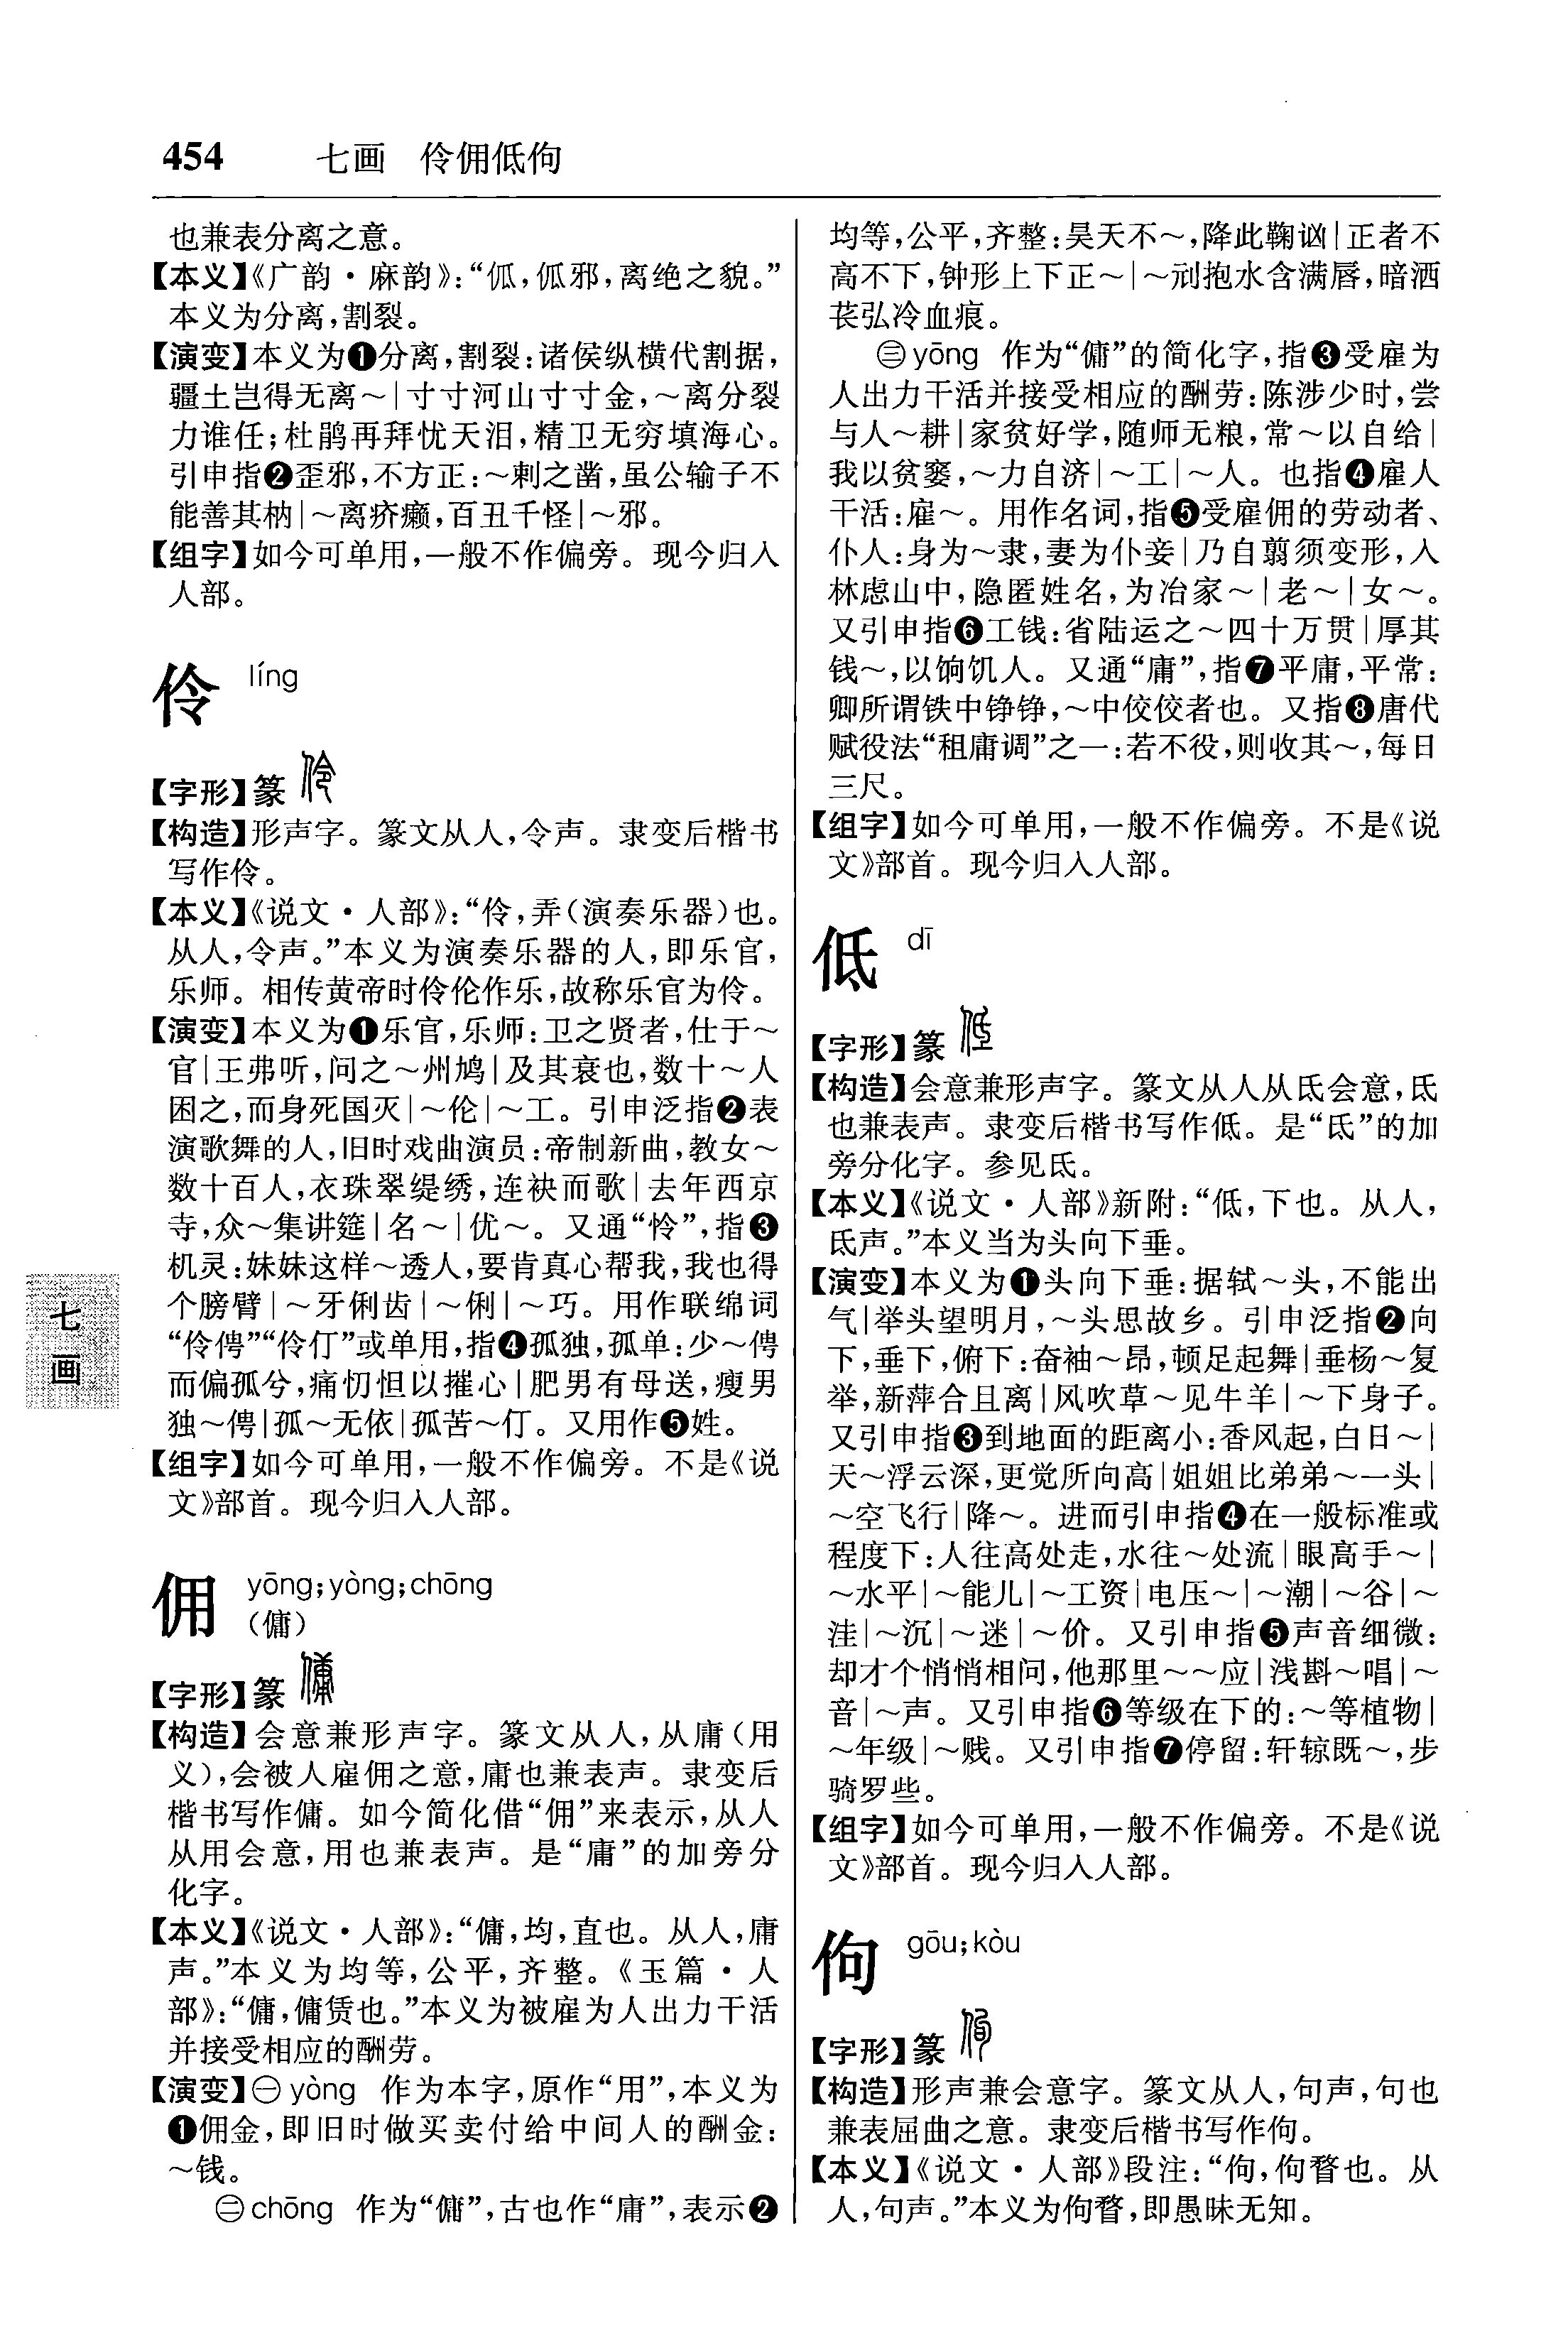 454 七画 伶佣低佝
也兼表分离之意。
【本义】《广韵·麻韵》：“㐓，㐓邪，离绝之貌。”
本义为分离，割裂。
【演变】本义为❶分离，割裂：诸侯纵横代割据，
疆土岂得无离～|寸寸河山寸寸金，～离分裂
力谁任；杜鹃再拜忧天泪，精卫无穷填海心。
引申指❷歪邪，不方正：～剌之凿，虽公输子不
能善其枘|～离疥癞，百丑千怪|～邪。
【组字】如今可单用，一般不作偏旁。现今归入
人部。
伶 líng
【字形】篆
【构造】形声字。篆文从人，令声。隶变后楷书
写作伶。
【本义】《说文·人部》：“伶，弄（演奏乐器）也。
从人，令声。”本义为演奏乐器的人，即乐官，
乐师。相传黄帝时伶伦作乐，故称乐官为伶。
【演变】本义为❶乐官，乐师：卫之贤者，仕于～
官|王弗听，问之～州鸠|及其衰也，数十～人
困之，而身死国灭|～伦|～工。引申泛指❷表
演歌舞的人，旧时戏曲演员：帝制新曲，教女～
数十百人，衣珠翠缇绣，连袂而歌|去年西京
寺，众～集讲筵|名～|优～。又通“怜”，指❸
机灵：妹妹这样～透人，要肯真心帮我，我也得
个膀臂|～牙俐齿|～俐|～巧。用作联绵词
“伶俜”“伶仃”或单用，指❹孤独，孤单：少～俜
而偏孤兮，痛忉怛以摧心|肥男有母送，瘦男
独～俜|孤～无依|孤苦～仃。又用作❺姓。
【组字】如今可单用，一般不作偏旁。不是《说
文》部首。现今归入人部。
佣 yōng；yòng；chōng
（傭）
【字形】篆
【构造】会意兼形声字。篆文从人，从庸（用
义），会被人雇佣之意，庸也兼表声。隶变后
楷书写作傭。如今简化借“佣”来表示，从人
从用会意，用也兼表声。是“庸”的加旁分
化字。
【本义】《说文·人部》：“傭，均，直也。从人，庸
声。”本义为均等，公平，齐整。《玉篇·人
部》：“傭，傭赁也。”本义为被雇为人出力干活
并接受相应的酬劳。
【演变】㊀yòng 作为本字，原作“用”，本义为
❶佣金，即旧时做买卖付给中间人的酬金：
～钱。
㊁chōng 作为“傭”，古也作“庸”，表示❷
均等，公平，齐整：昊天不～，降此鞠讻|正者不
高不下，钟形上下正～|～刓抱水含满唇，暗洒
苌弘冷血痕。
㊂yōng 作为“傭”的简化字，指❸受雇为
人出力干活并接受相应的酬劳：陈涉少时，尝
与人～耕|家贫好学，随师无粮，常～以自给|
我以贫窭，～力自济|～工|～人。也指❹雇人
干活：雇～。用作名词，指❺受雇佣的劳动者、
仆人：身为～隶，妻为仆妾|乃自翦须变形，入
林虑山中，隐匿姓名，为冶家～|老～|女～。
又引申指❻工钱：省陆运之～四十万贯|厚其
钱～，以饷饥人。又通“庸”，指❼平庸，平常：
卿所谓铁中铮铮，～中佼佼者也。又指❽唐代
赋役法“租庸调”之一：若不役，则收其～，每日
三尺。
【组字】如今可单用，一般不作偏旁。不是《说
文》部首。现今归入人部。
低 dī
【字形】篆
【构造】会意兼形声字。篆文从人从氐会意，氐
也兼表声。隶变后楷书写作低。是“氐”的加
旁分化字。参见氐。
【本义】《说文·人部》新附：“低，下也。从人，
氐声。”本义当为头向下垂。
【演变】本义为❶头向下垂：据轼～头，不能出
气|举头望明月，～头思故乡。引申泛指❷向
下，垂下，俯下：奋袖～昂，顿足起舞|垂杨～复
举，新萍合且离|风吹草～见牛羊|～下身子。
又引申指❸到地面的距离小：香风起，白日～|
天～浮云深，更觉所向高|姐姐比弟弟～一头|
～空飞行|降～。进而引申指❹在一般标准或
程度下：人往高处走，水往～处流|眼高手～|
～水平|～能儿|～工资|电压～|～潮|～谷|～
洼|～沉|～迷|～价。又引申指❺声音细微：
却才个悄悄相问，他那里～～应|浅斟～唱|～
音|～声。又引申指❻等级在下的：～等植物|
～年级|～贱。又引申指❼停留：轩辌既～，步
骑罗些。
【组字】如今可单用，一般不作偏旁。不是《说
文》部首。现今归入人部。
佝 gōu；kòu
【字形】篆
【构造】形声兼会意字。篆文从人，句声，句也
兼表屈曲之意。隶变后楷书写作佝。
【本义】《说文·人部》段注：“佝，佝瞀也。从
人，句声。”本义为佝瞀，即愚昧无知。
七
画